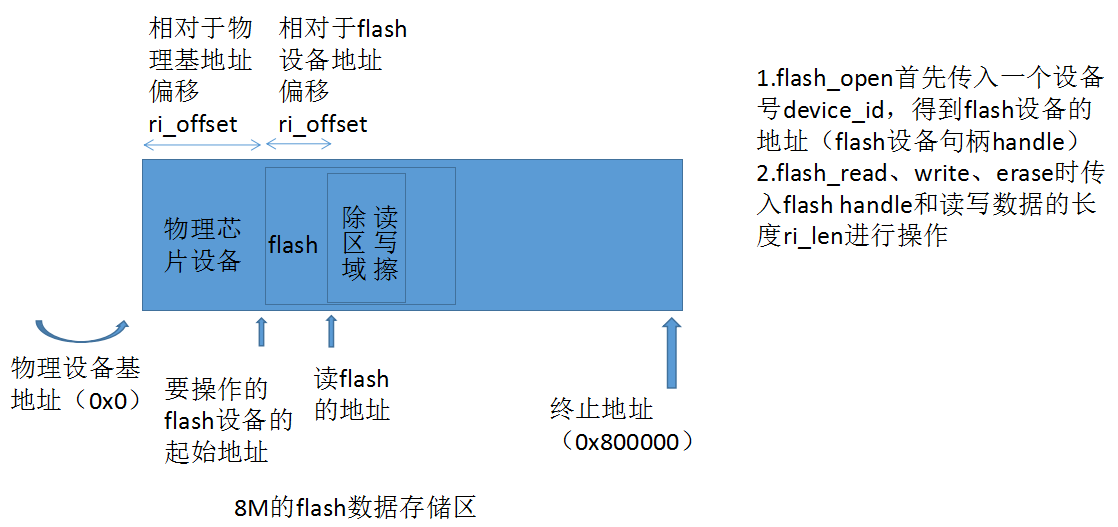 相对于物
理基地址
偏移
ri_offset
相对于flash
设备地址
偏移
ri_offset
1.flash_open首先传入一个设备
号device_id，得到flash设备的
地址（flash设备句柄handle）
2.flash_read、write、erase时传
入flash handle和读写数据的长
度ri_len进行操作
物理芯
片设备
flash
读写擦
除区域
物理设备基
地址（0x0）
要操作的
flash设备的
起始地址
读flash
的地址
终止地址
（0x800000）
8M的flash数据存储区